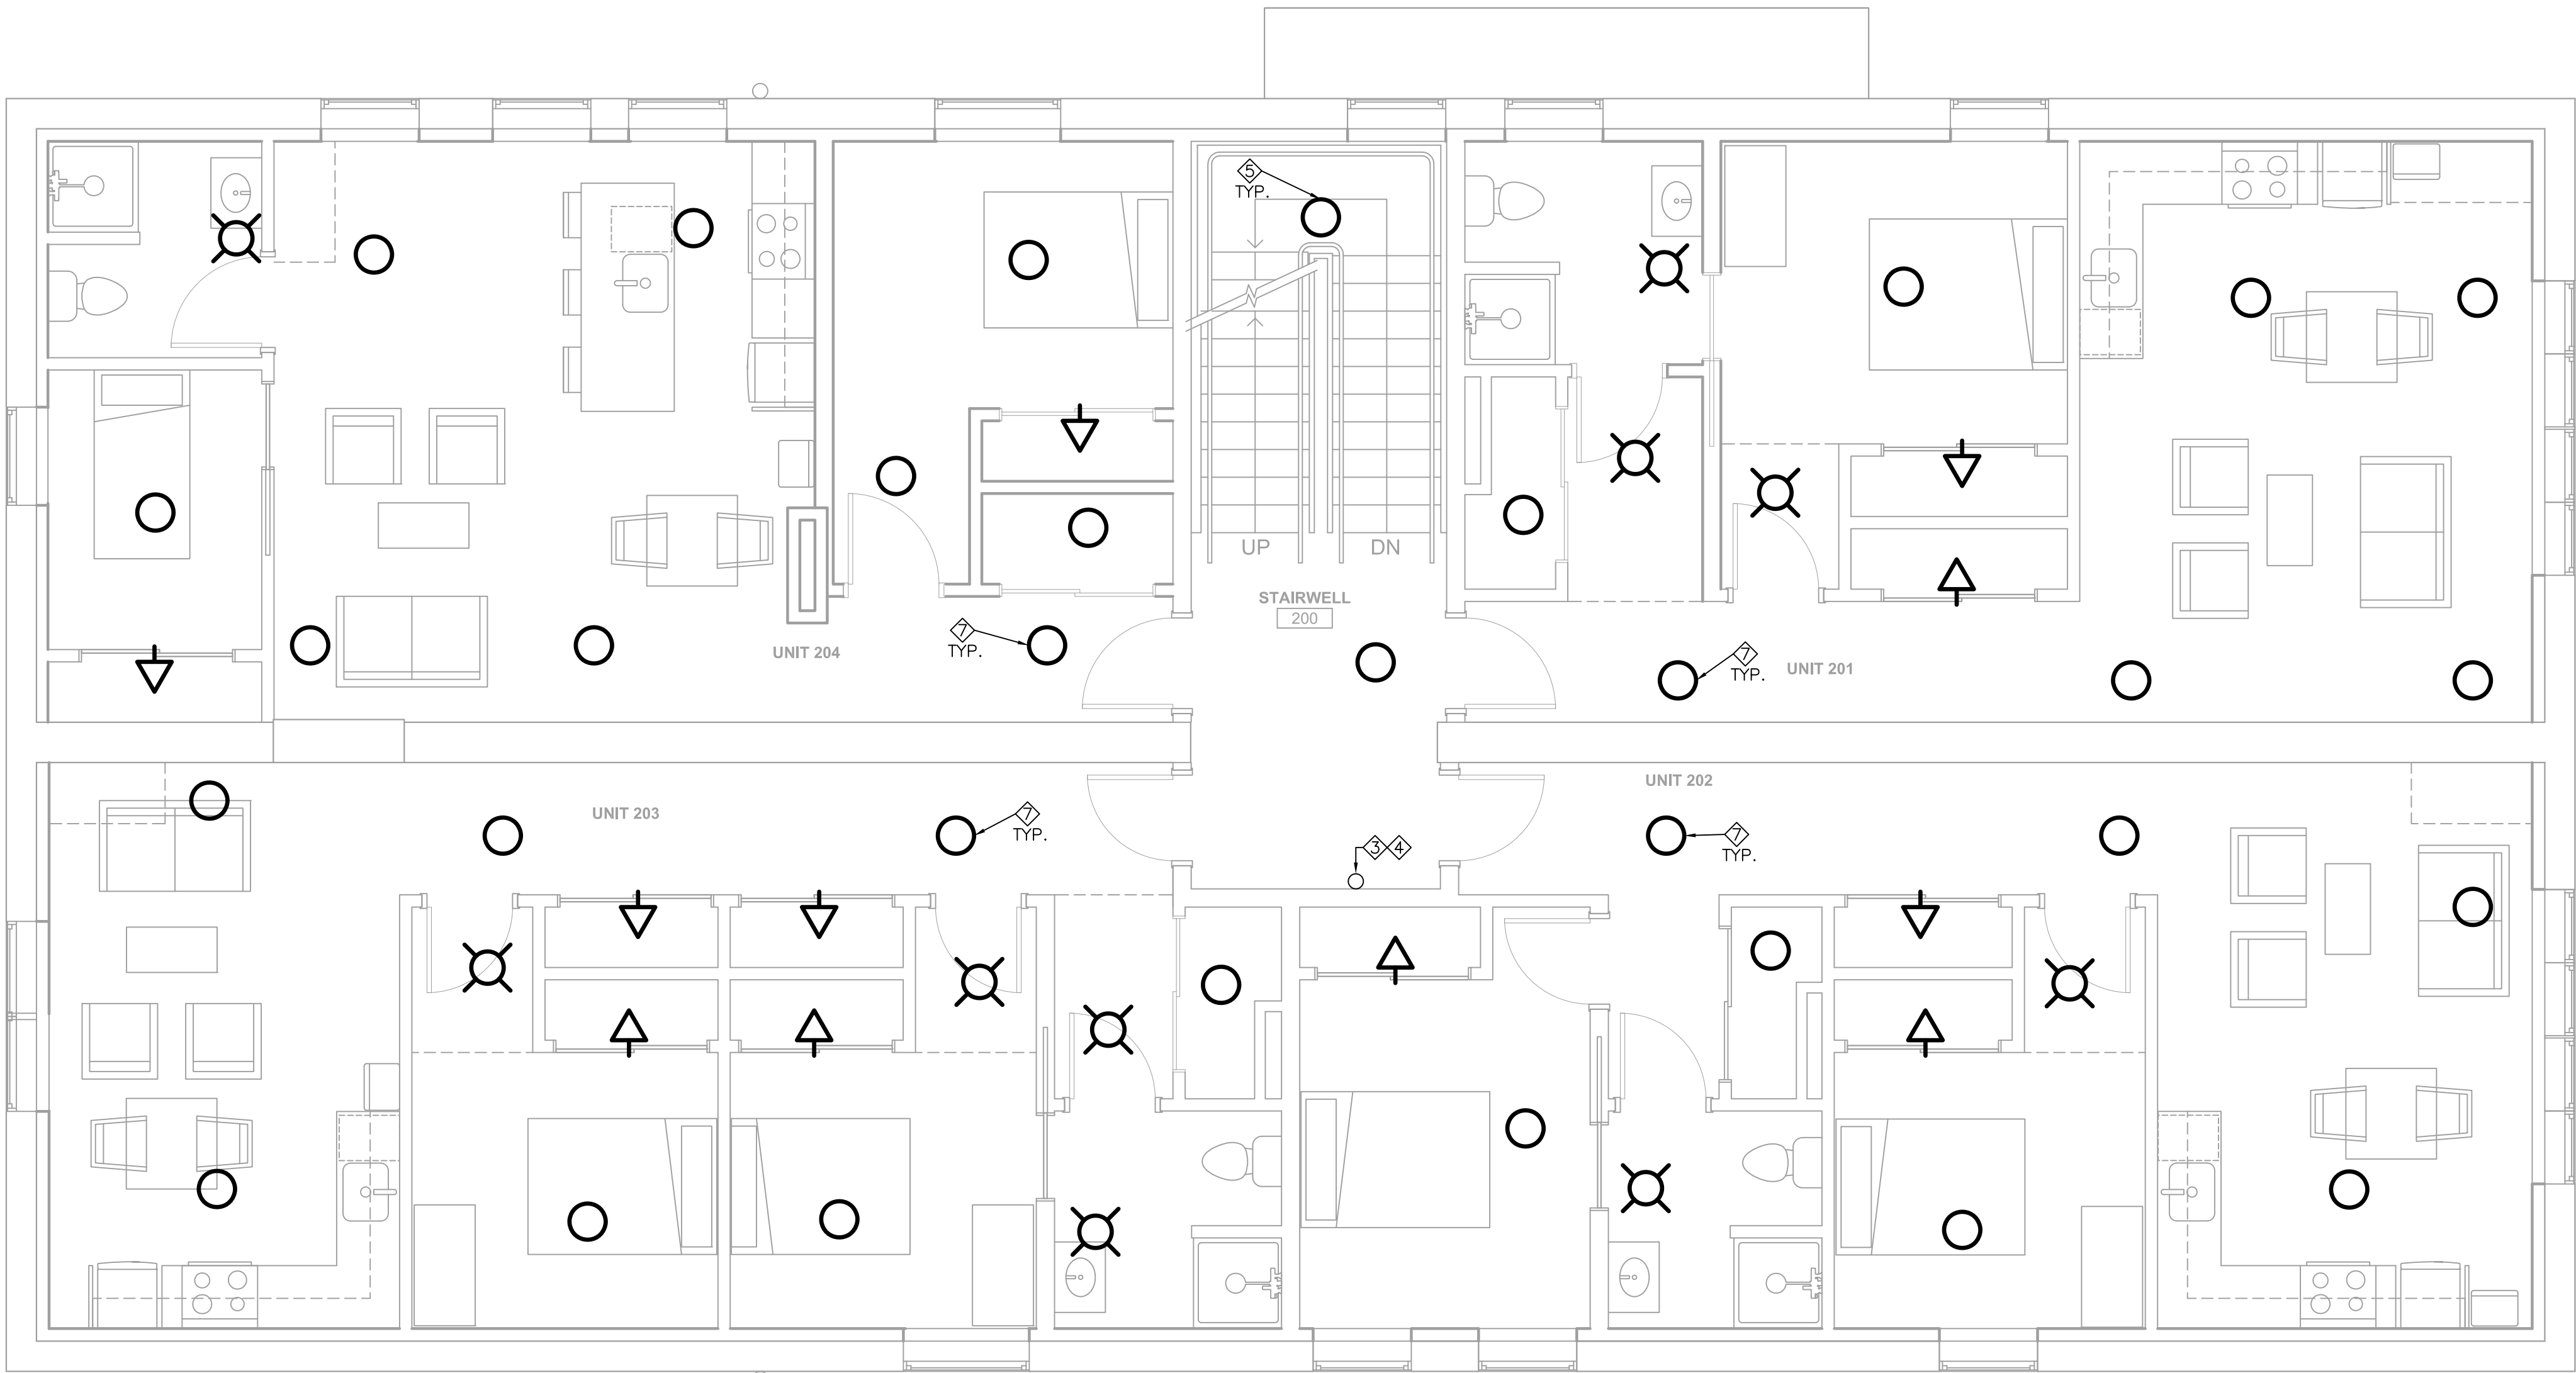 5
TYP.
UP
DN
STAIRWELL
200
7
TYP.
UNIT 204
7
TYP.
UNIT 201
UNIT 203
7
TYP.
UNIT 202
7
TYP.
3 4